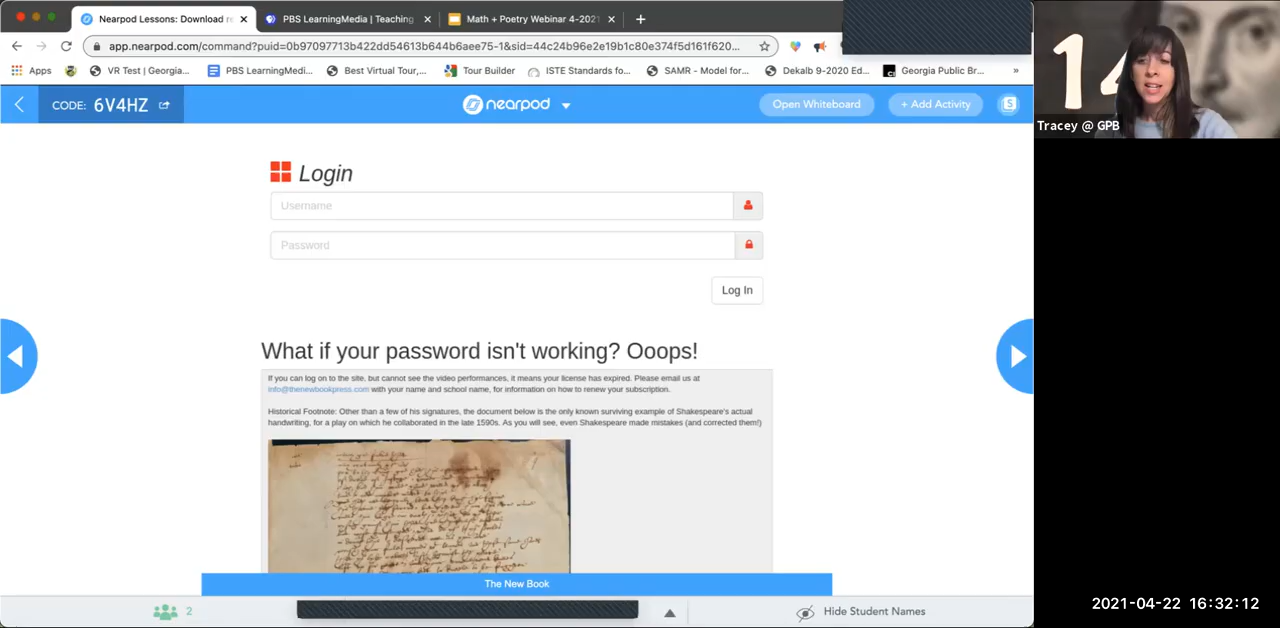 Nearpod Lessons: Download re
PBS LearningMedia | Teaching
Math + Poetry Webinar 4-2021
app.nearpod.com/command?puid=0b97097713b422dd54613b644b6aee75-1&sid=44c24b96e2e19b1c80e374f5d161f620...
Apps
VR Test | Georgia...
PBS LearningMedi...
Best Virtual Tour,...
Tour Builder
ISTE Standards fo...
SAMR - Model for...
Dekalb 9-2020 Ed...
Georgia Public Br...
»
CODE: 6V4HZ
nearpod
Open Whiteboard
+ Add Activity
S
14
Tracey @ GPB
Login
Username
Password
Log In
What if your password isn't working? Ooops!
If you can log on to the site, but cannot see the video performances, it means your license has expired. Please email us at
info@thenewbookpress.com with your name and school name, for information on how to renew your subscription.
Historical Footnote: Other than a few of his signatures, the document below is the only known surviving example of Shakespeare's actual
handwriting, for a play on which he collaborated in the late 1590s. As you will see, even Shakespeare made mistakes (and corrected them!)
The New Book
2
Hide Student Names
2021-04-22 16:32:12